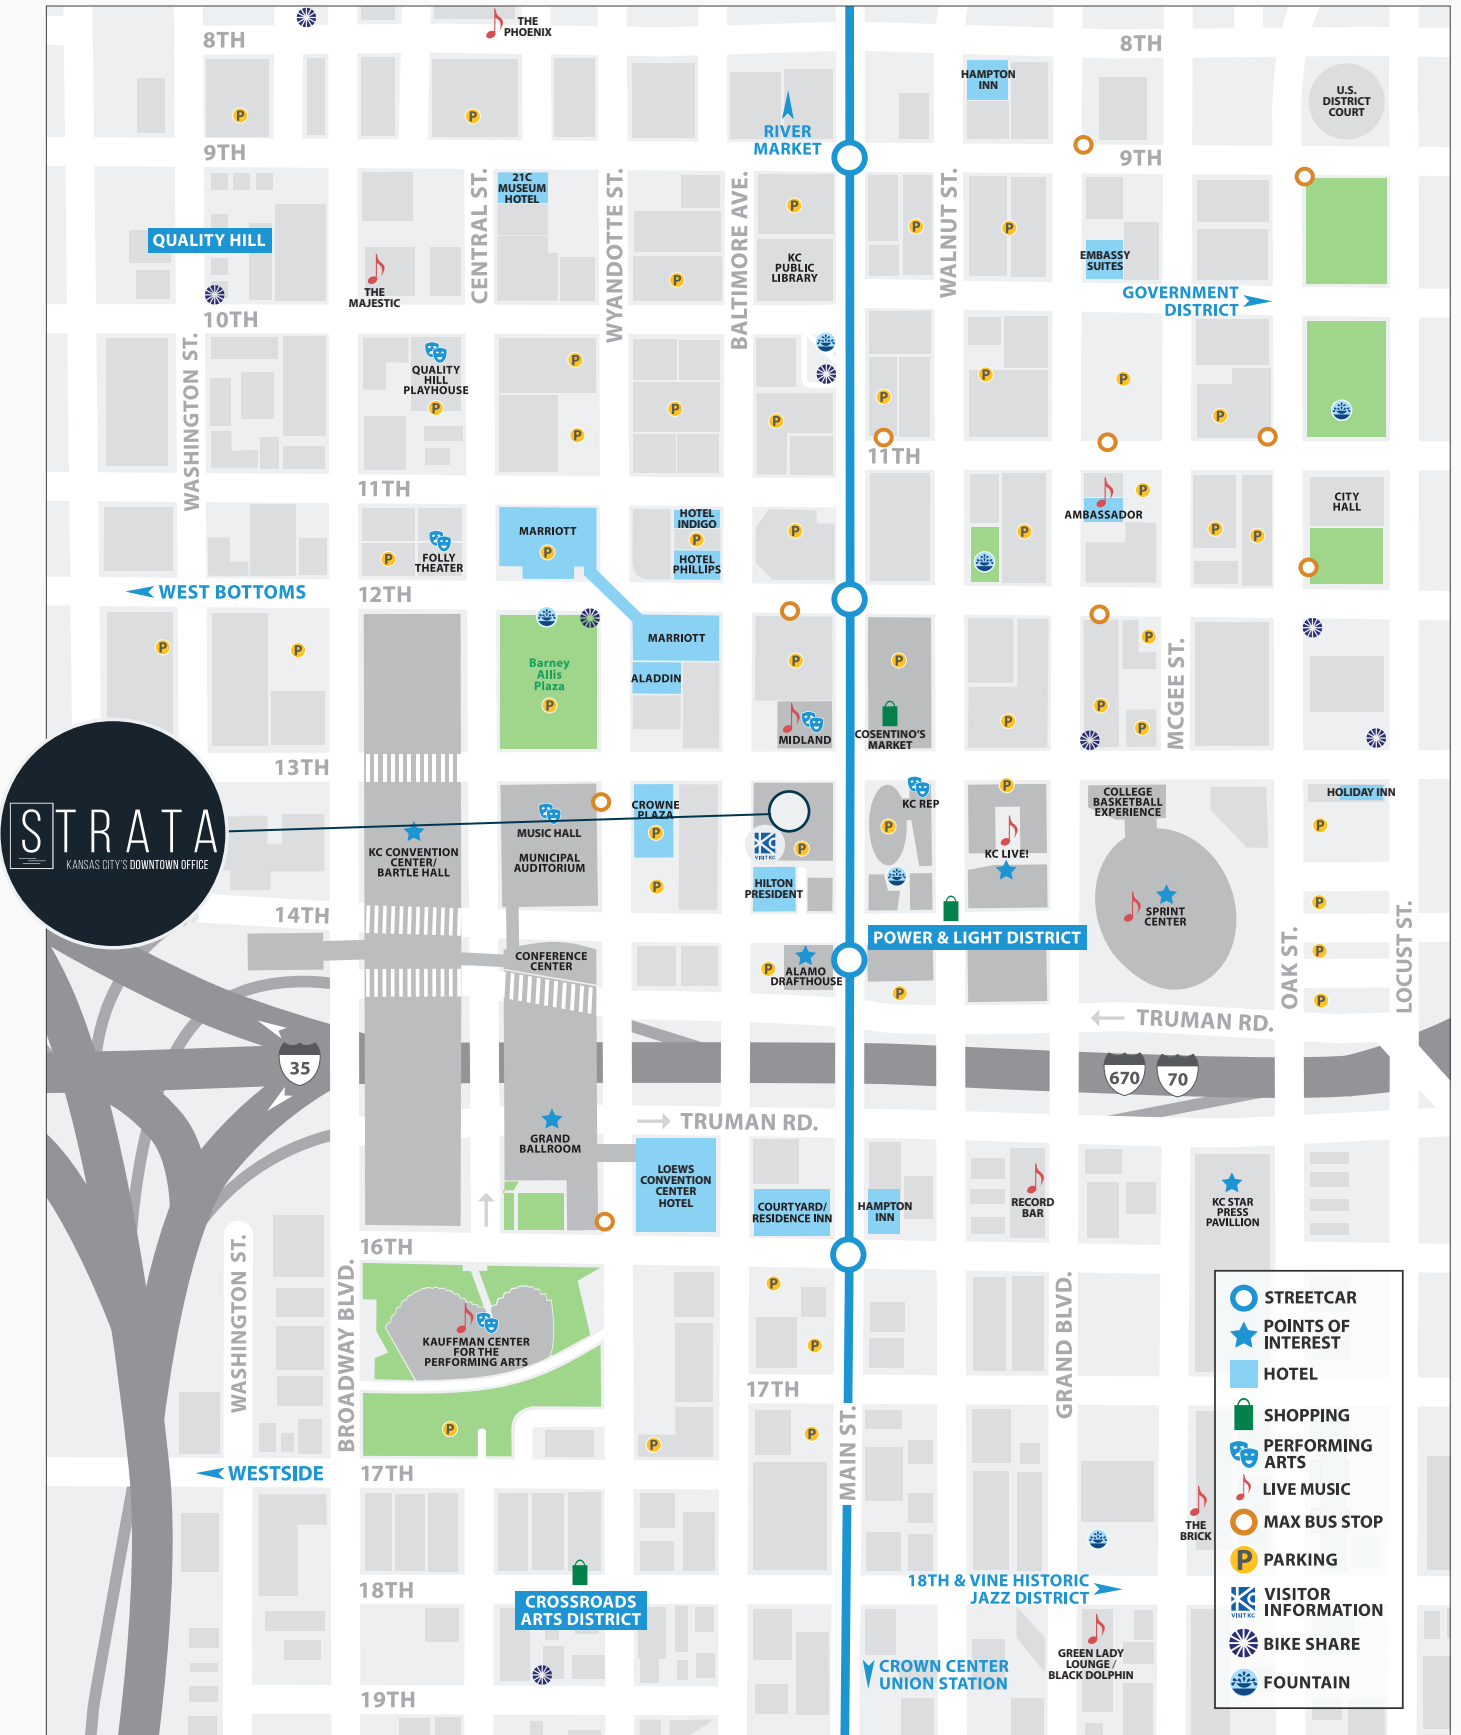 THE
PHOENIX
8TH
8TH
HAMPTON
INN
U.S.
DISTRICT
COURT
P
P
RIVER
MARKET
9TH
9TH
CENTRAL ST.
21C
MUSEUM
HOTEL
WYANDOTTE ST.
BALTIMORE AVE.
P
WALNUT ST.
P
P
QUALITY HILL
THE
MAJESTIC
P
KC
PUBLIC
LIBRARY
EMBASSY
SUITES
GOVERNMENT
DISTRICT
10TH
WASHINGTON ST.
QUALITY
HILL
PLAYHOUSE
P
P
P
P
P
P
P
P
P
11TH
11TH
MARRIOTT
P
HOTEL
INDIGO
P
HOTEL
PHILLIPS
P
P
AMBASSADOR
P
P
P
CITY
HALL
P
FOLLY
THEATER
WEST BOTTOMS
12TH
P
P
Barney
Allis
Plaza
P
MARRIOTT
ALADDIN
P
MIDLAND
P
COSENTINO'S
MARKET
P
P
P
P
MCGEE ST.
13TH
STRATA
KANSAS CITY'S DOWNTOWN OFFICE
KC CONVENTION
CENTER/
BARTLE HALL
MUSIC HALL
MUNICIPAL
AUDITORIUM
CROWNE
PLAZA
P
P
VISIT KC
P
HILTON
PRESIDENT
KC REP
P
P
KC LIVE!
COLLEGE
BASKETBALL
EXPERIENCE
HOLIDAY INN
P
P
P
P
SPRINT
CENTER
14TH
POWER & LIGHT DISTRICT
CONFERENCE
CENTER
P
ALAMO
DRAFTHOUSE
P
OAK ST.
LOCUST ST.
TRUMAN RD.
35
670
70
TRUMAN RD.
GRAND
BALLROOM
LOEWS
CONVENTION
CENTER
HOTEL
COURTYARD/
RESIDENCE INN
HAMPTON
INN
RECORD
BAR
KC STAR
PRESS
PAVILLION
16TH
WASHINGTON ST.
BROADWAY BLVD.
KAUFFMAN CENTER
FOR THE
PERFORMING ARTS
P
P
P
P
P
17TH
MAIN ST.
GRAND BLVD.
WESTSIDE
17TH
THE
BRICK
18TH
CROSSROADS
ARTS DISTRICT
18TH & VINE HISTORIC
JAZZ DISTRICT
GREEN LADY
LOUNGE /
BLACK DOLPHIN
CROWN CENTER
UNION STATION
19TH
STREETCAR
POINTS OF
INTEREST
HOTEL
SHOPPING
PERFORMING
ARTS
LIVE MUSIC
MAX BUS STOP
P PARKING
VISIT KC
VISITOR
INFORMATION
BIKE SHARE
FOUNTAIN